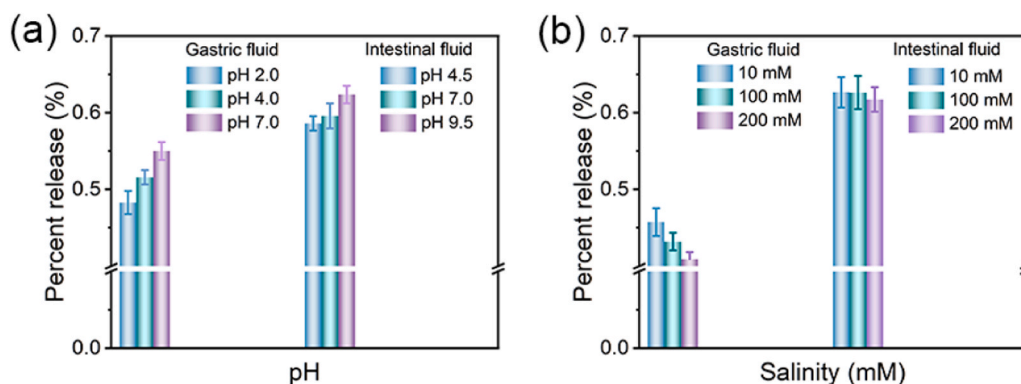 (a)
Percent release (%)
0.7
0.6
0.5
0.0
Gastric fluid
pH 2.0
pH 4.0
pH 7.0
Intestinal fluid
pH 4.5
pH 7.0
pH 9.5
pH
(b)
Percent release (%)
0.7
0.6
0.5
0.0
Gastric fluid
10 mM
100 mM
200 mM
Intestinal fluid
10 mM
100 mM
200 mM
Salinity (mM)